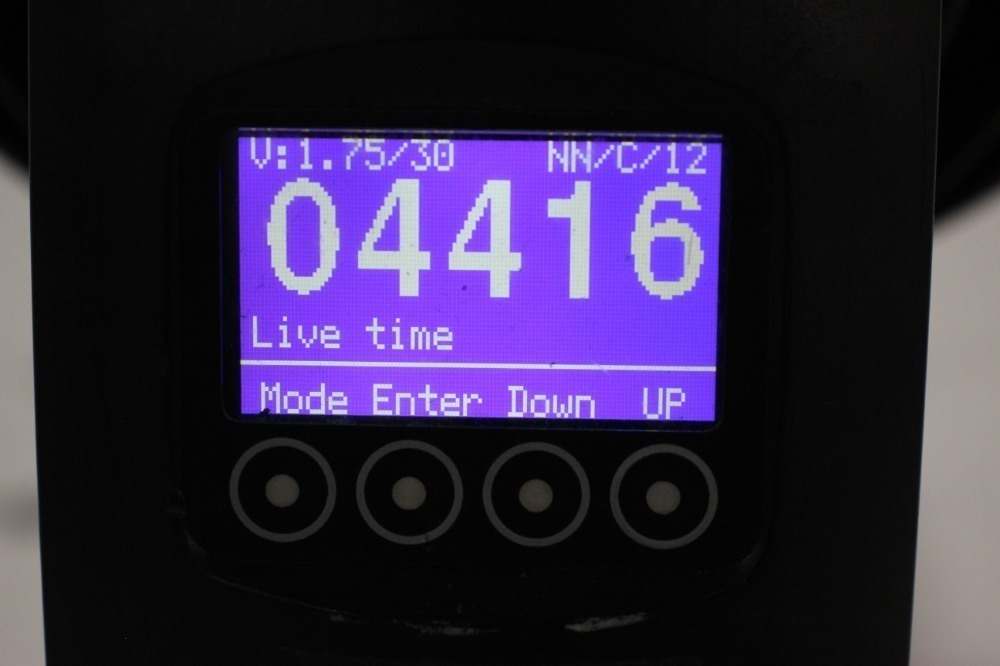 V:1.75/30 NN/C/12
04416
Live time
Mode Enter Down UP